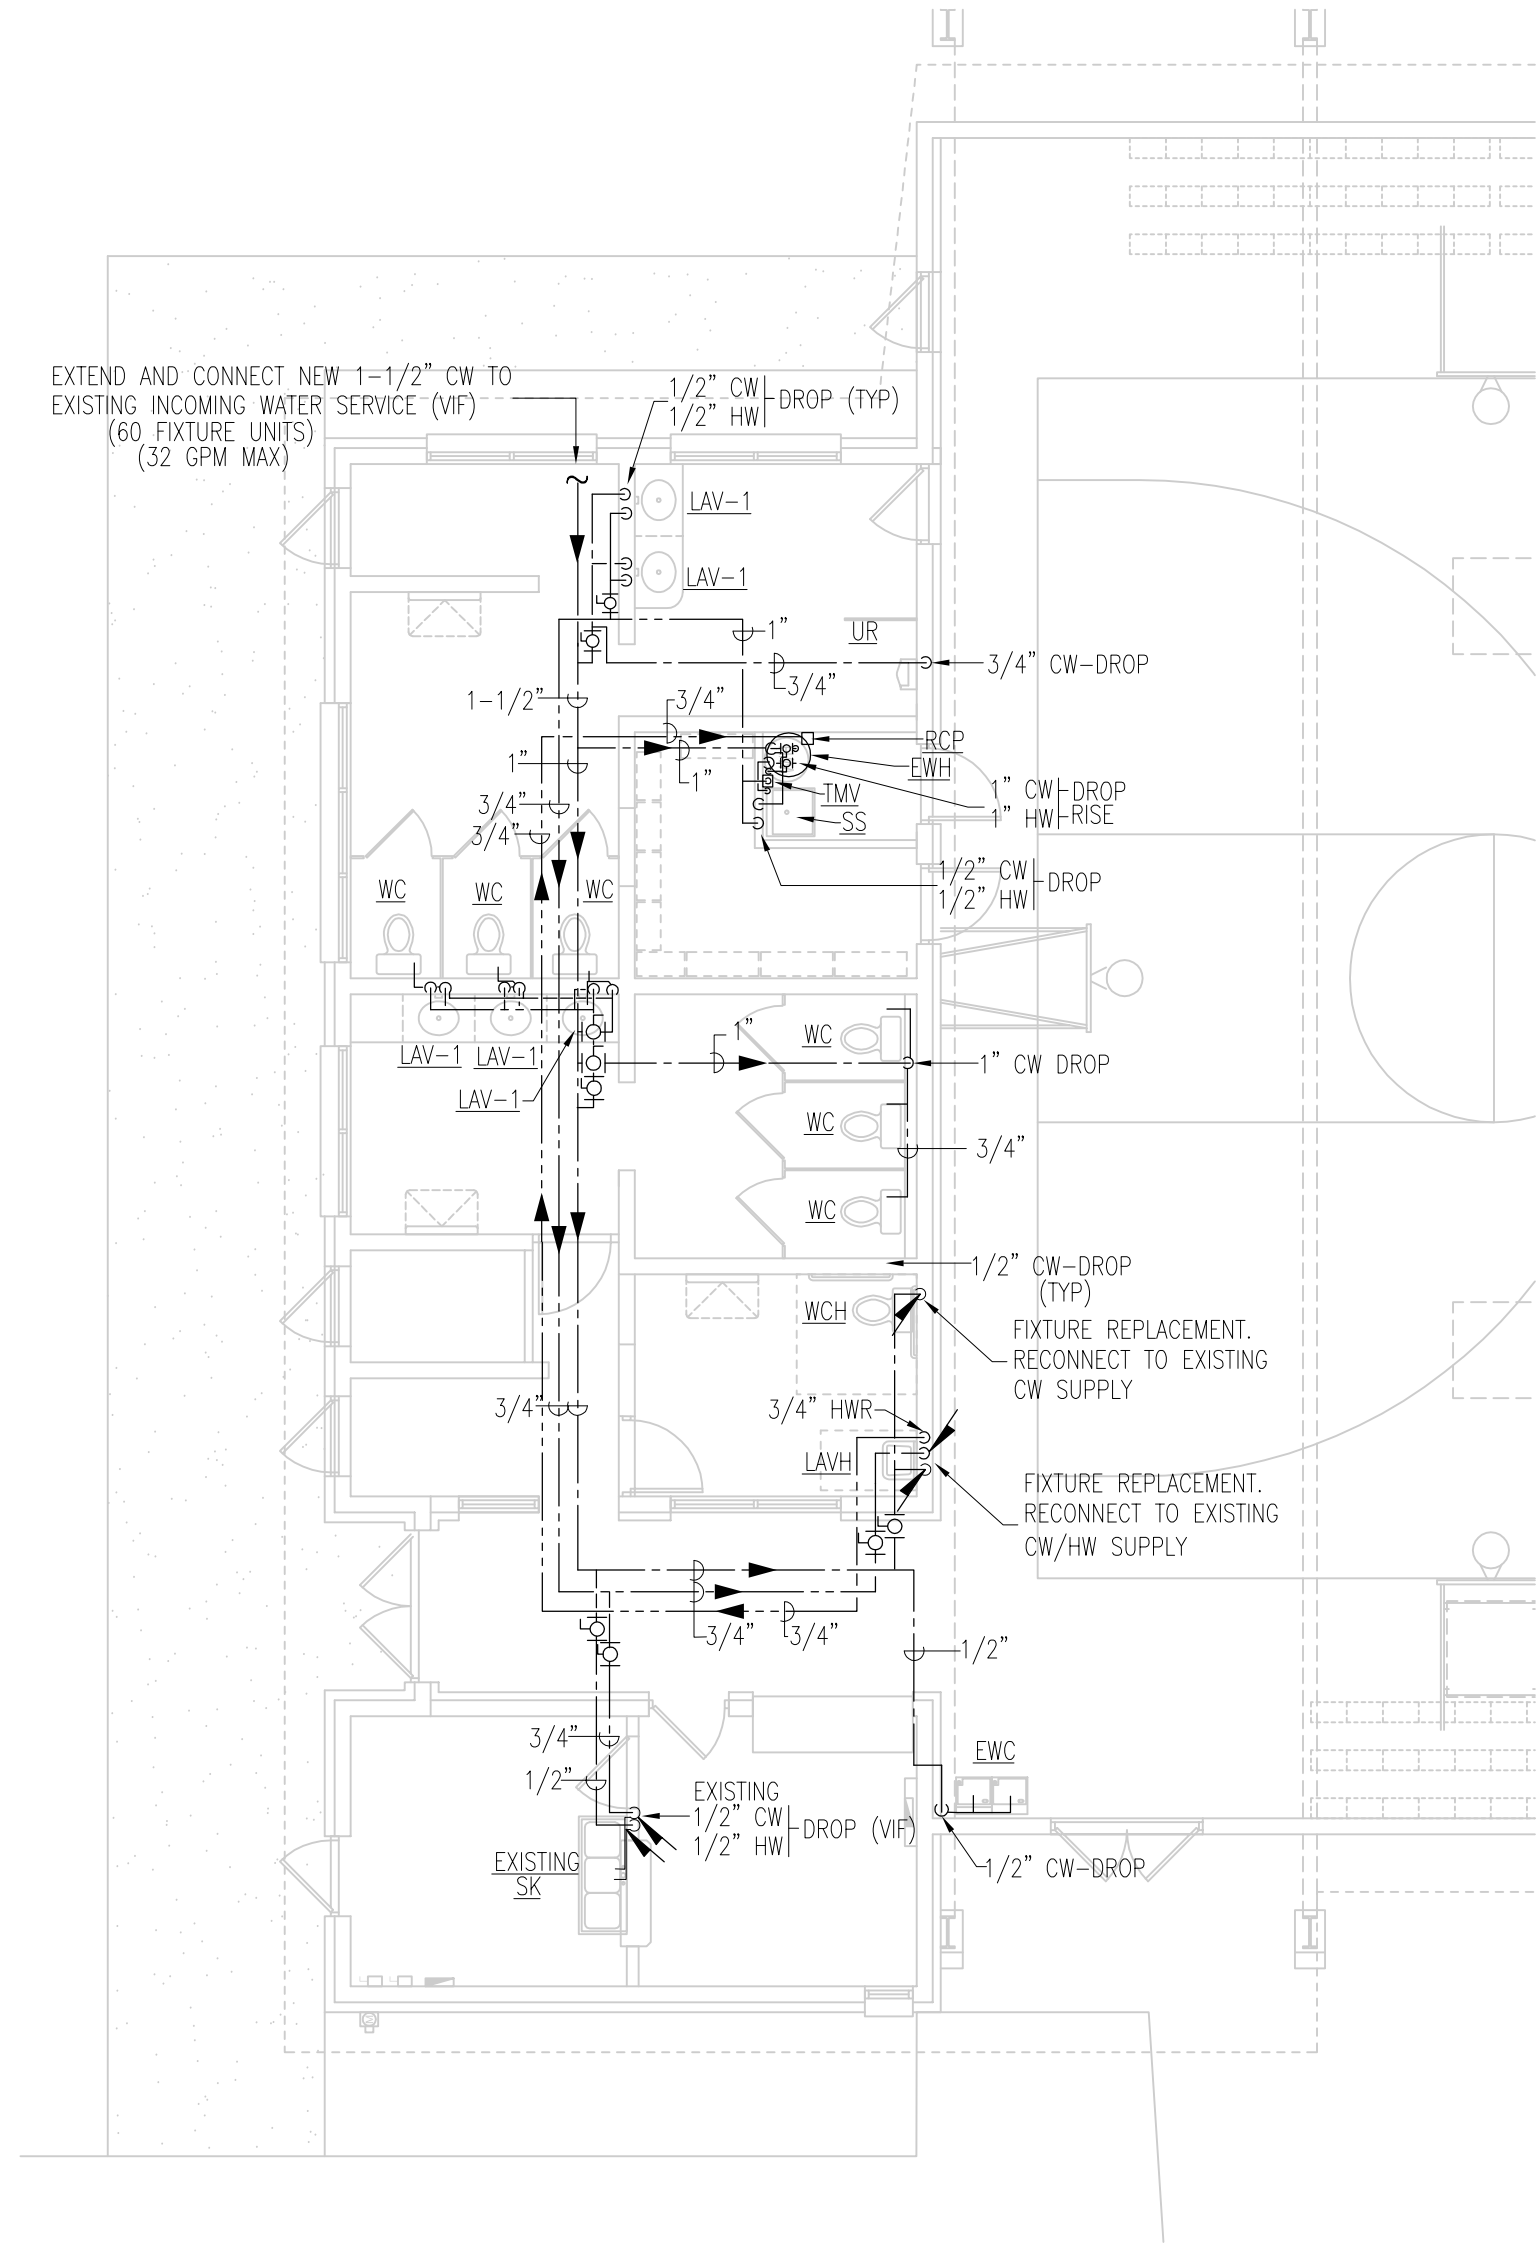 EXTEND AND CONNECT NEW 1-1/2" CW TO
EXISTING INCOMING WATER SERVICE (VIF)
(60 FIXTURE UNITS)
(32 GPM MAX)
1/2" CW
1/2" HW
DROP (TYP)
LAV-1
LAV-1
1"
UR
3/4" CW-DROP
3/4"
1-1/2"
3/4"
RCP
EWH
1"
1"
1" CW
1" HW
DROP
RISE
TMV
SS
3/4"
3/4"
1/2" CW
1/2" HW
DROP
WC
WC
WC
1"
WC
LAV-1
LAV-1
LAV-1
1" CW DROP
WC
3/4"
WC
1/2" CW-DROP
(TYP)
WCH
FIXTURE REPLACEMENT.
RECONNECT TO EXISTING
CW SUPPLY
3/4"
3/4" HWR
LAVH
FIXTURE REPLACEMENT.
RECONNECT TO EXISTING
CW/HW SUPPLY
3/4"
3/4"
1/2"
3/4"
1/2"
EWC
EXISTING
1/2" CW
1/2" HW
DROP (VIF)
EXISTING
SK
1/2" CW-DROP